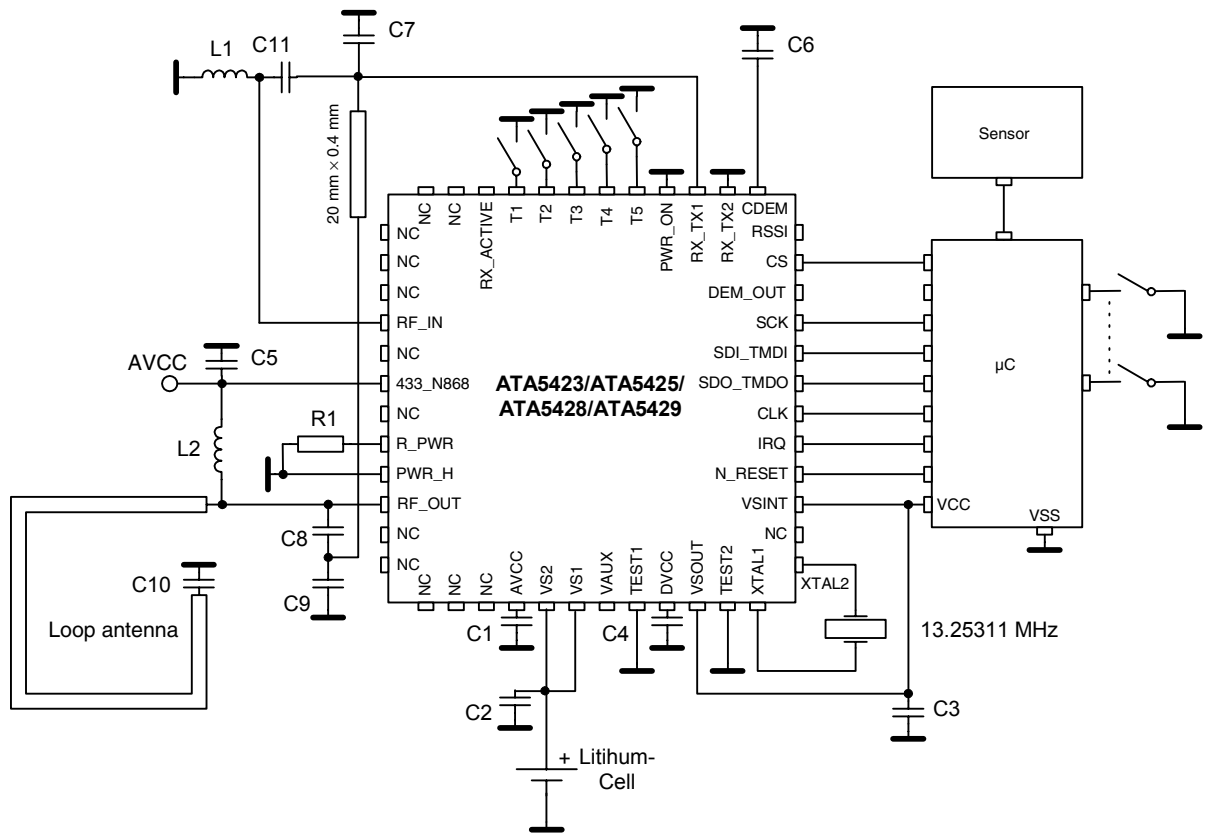 C7
L1
C11
C6
20 mm × 0.4 mm
Sensor
NC
NC
RX_ACTIVE
T1
T2
T3
T4
T5
PWR_ON
RX_TX1
RX_TX2
CDEM
NC
NC
NC
RF_IN
NC
433_N868
NC
R_PWR
PWR_H
RF_OUT
NC
NC
RSSI
CS
DEM_OUT
SCK
SDI_TMDI
SDO_TMDO
CLK
IRQ
N_RESET
VSINT
NC
XTAL2
ATA5423/ATA5425/
ATA5428/ATA5429
µC
VCC
VSS
AVCC
C5
L2
R1
C8
C9
C10
Loop antenna
NC
NC
NC
AVCC
VS2
VS1
VAUX
TEST1
DVCC
VSOUT
TEST2
XTAL1
C1
C4
13.25311 MHz
C2
C3
+ Litihum-
Cell